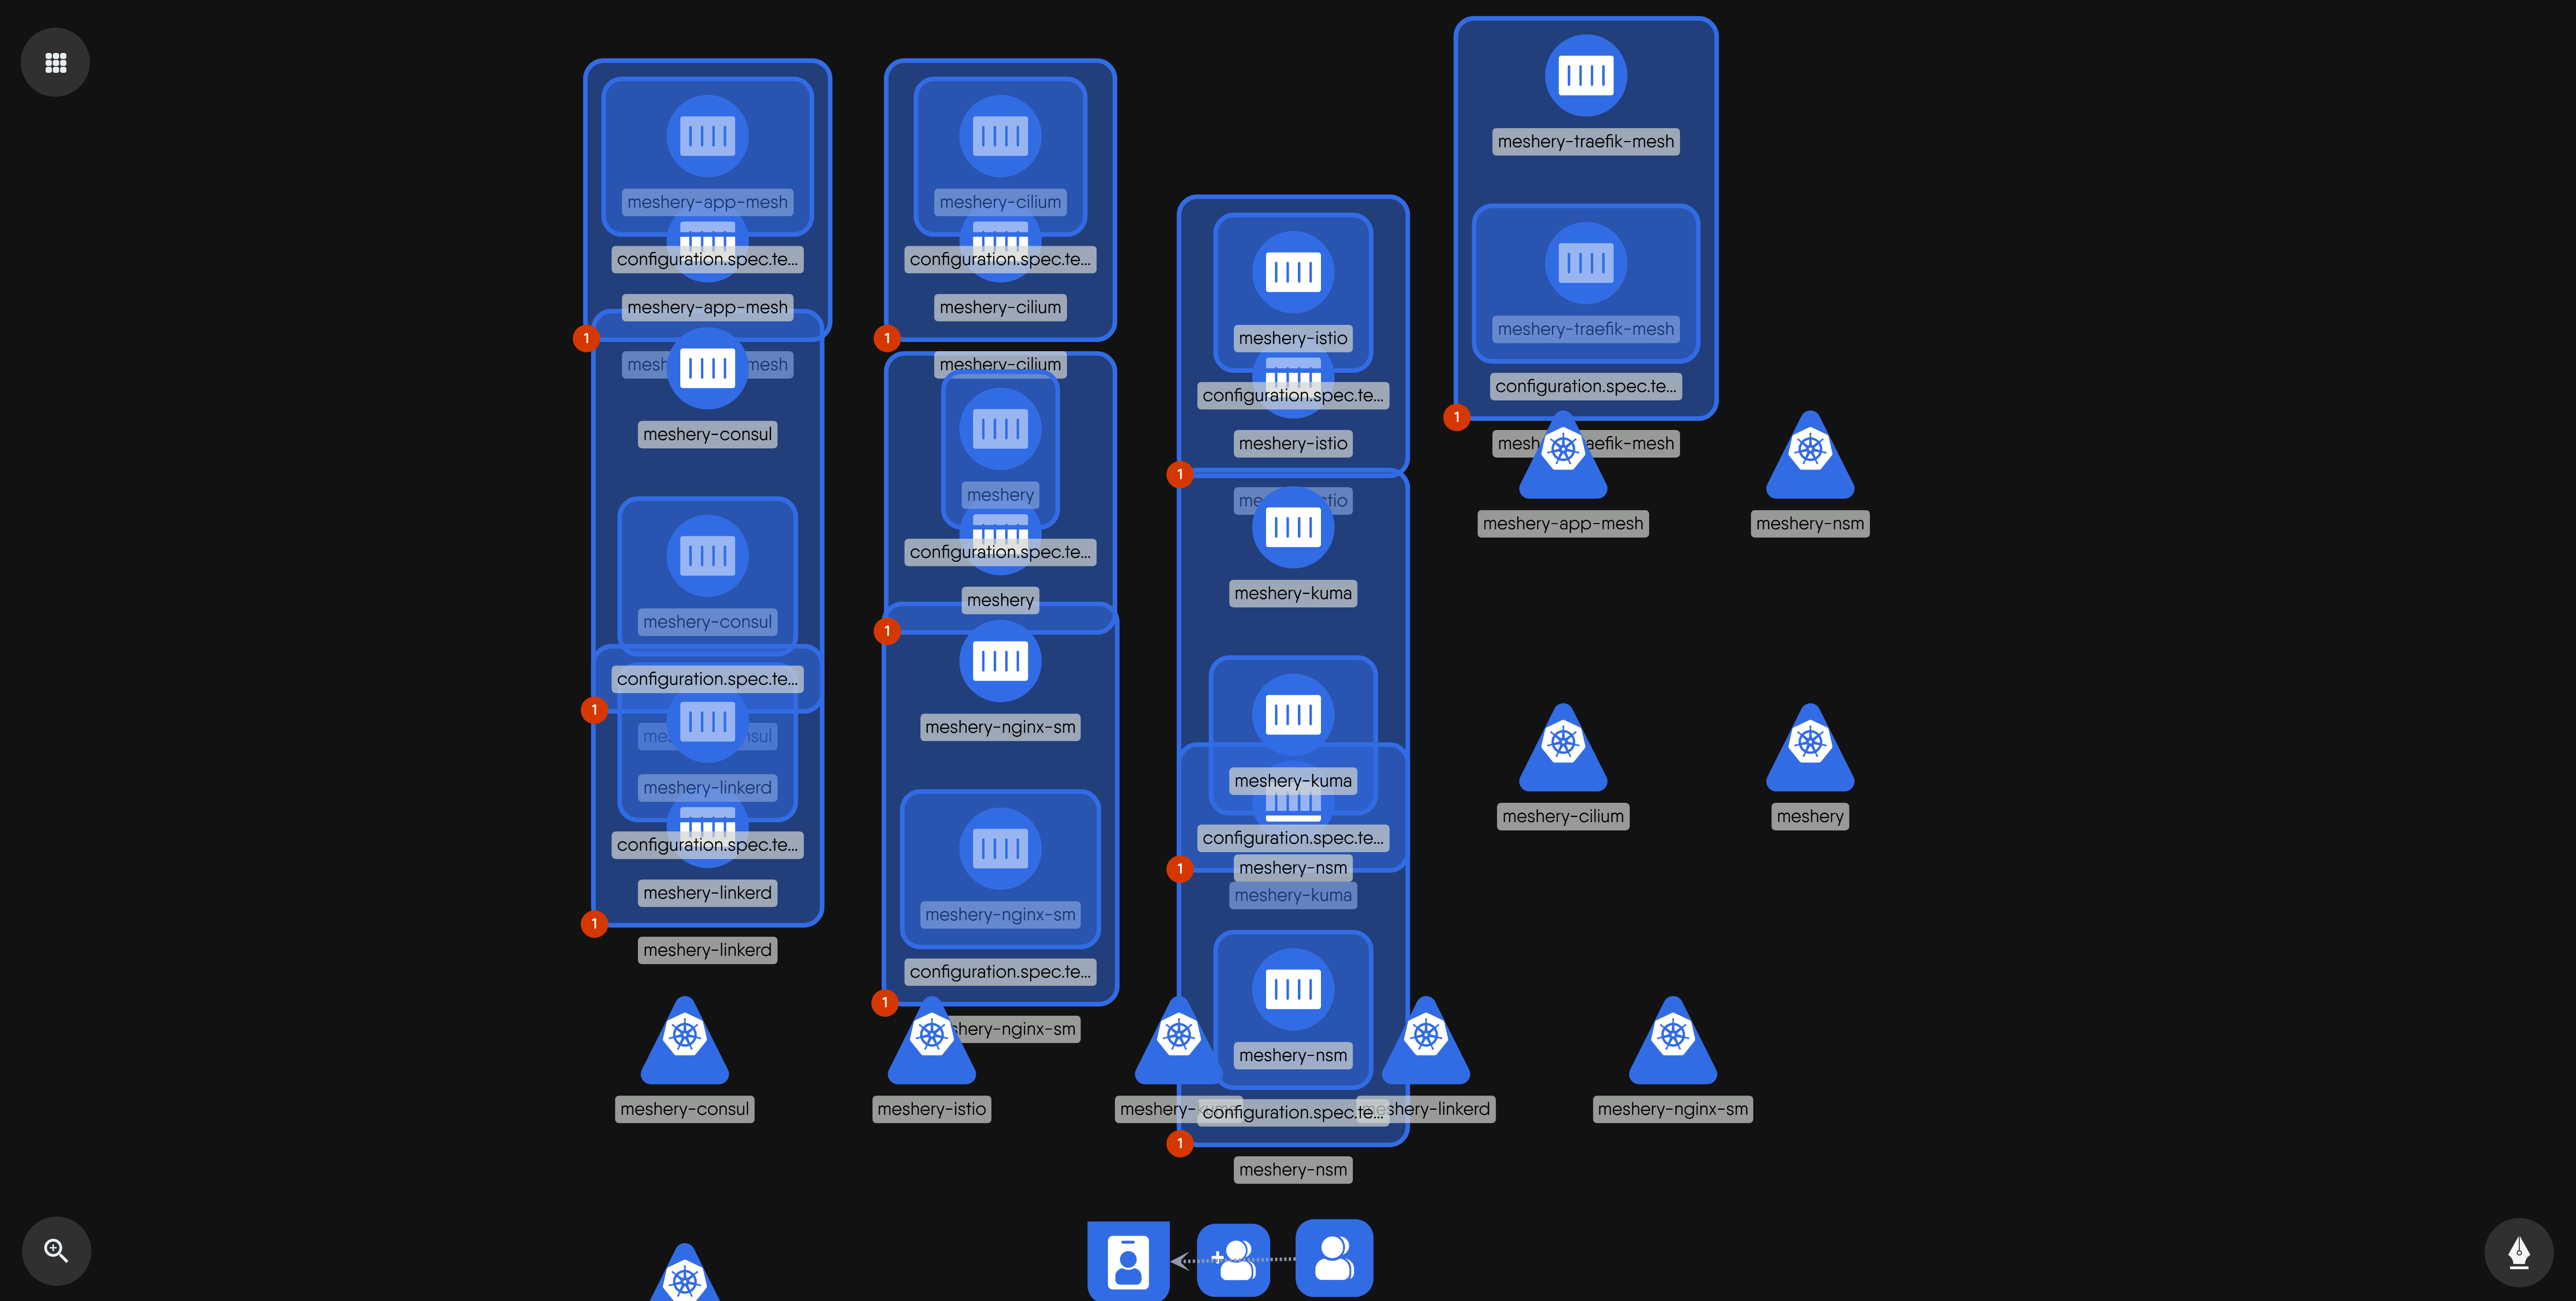 meshery-app-mesh
configuration.spec.te...
meshery-app-mesh
1
mesh mesh
meshery-consul
meshery-consul
configuration.spec.te...
1
me nsul
meshery-linkerd
configuration.spec.te...
meshery-linkerd
1
meshery-linkerd
meshery-cilium
configuration.spec.te...
meshery-cilium
1
meshery-cilium
meshery
configuration.spec.te...
meshery
1
meshery-nginx-sm
meshery-nginx-sm
configuration.spec.te...
1
shery-nginx-sm
meshery-istio
configuration.spec.te...
meshery-istio
1
me stio
meshery-kuma
meshery-kuma
configuration.spec.te...
meshery-nsm
1
meshery-kuma
meshery-nsm
configuration.spec.te...
1
meshery-nsm
meshery-traefik-mesh
meshery-traefik-mesh
configuration.spec.te...
1
mesh aefik-mesh
meshery-app-mesh
meshery-nsm
meshery-cilium
meshery
meshery-consul
meshery-istio
meshery-k
eshery-linkerd
meshery-nginx-sm